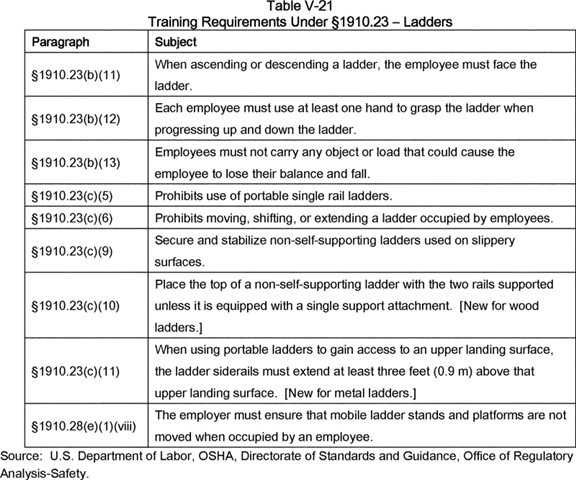 Table V-21
Training Requirements Under §1910.23 – Ladders
Paragraph Subject
§1910.23(b)(11) When ascending or descending a ladder, the employee must face the
ladder.
§1910.23(b)(12) Each employee must use at least one hand to grasp the ladder when
progressing up and down the ladder.
§1910.23(b)(13) Employees must not carry any object or load that could cause the
employee to lose their balance and fall.
§1910.23(c)(5) Prohibits use of portable single rail ladders.
§1910.23(c)(6) Prohibits moving, shifting, or extending a ladder occupied by employees.
§1910.23(c)(9) Secure and stabilize non-self-supporting ladders used on slippery
surfaces.
§1910.23(c)(10) Place the top of a non-self-supporting ladder with the two rails supported
unless it is equipped with a single support attachment. [New for wood
ladders.]
§1910.23(c)(11) When using portable ladders to gain access to an upper landing surface,
the ladder siderails must extend at least three feet (0.9 m) above that
upper landing surface. [New for metal ladders.]
§1910.28(e)(1)(viii) The employer must ensure that mobile ladder stands and platforms are not
moved when occupied by an employee.
Source: U.S. Department of Labor, OSHA, Directorate of Standards and Guidance, Office of Regulatory
Analysis-Safety.